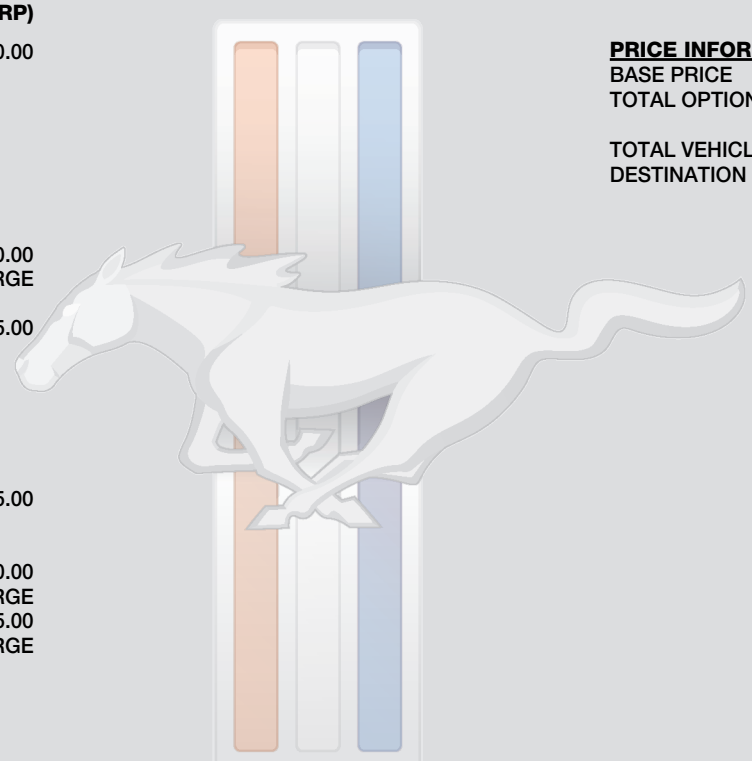 RP)
0.00
0.00
RGE
5.00
5.00
0.00
RGE
5.00
RGE
PRICE INFOR
BASE PRICE
TOTAL OPTION
TOTAL VEHICL
DESTINATION